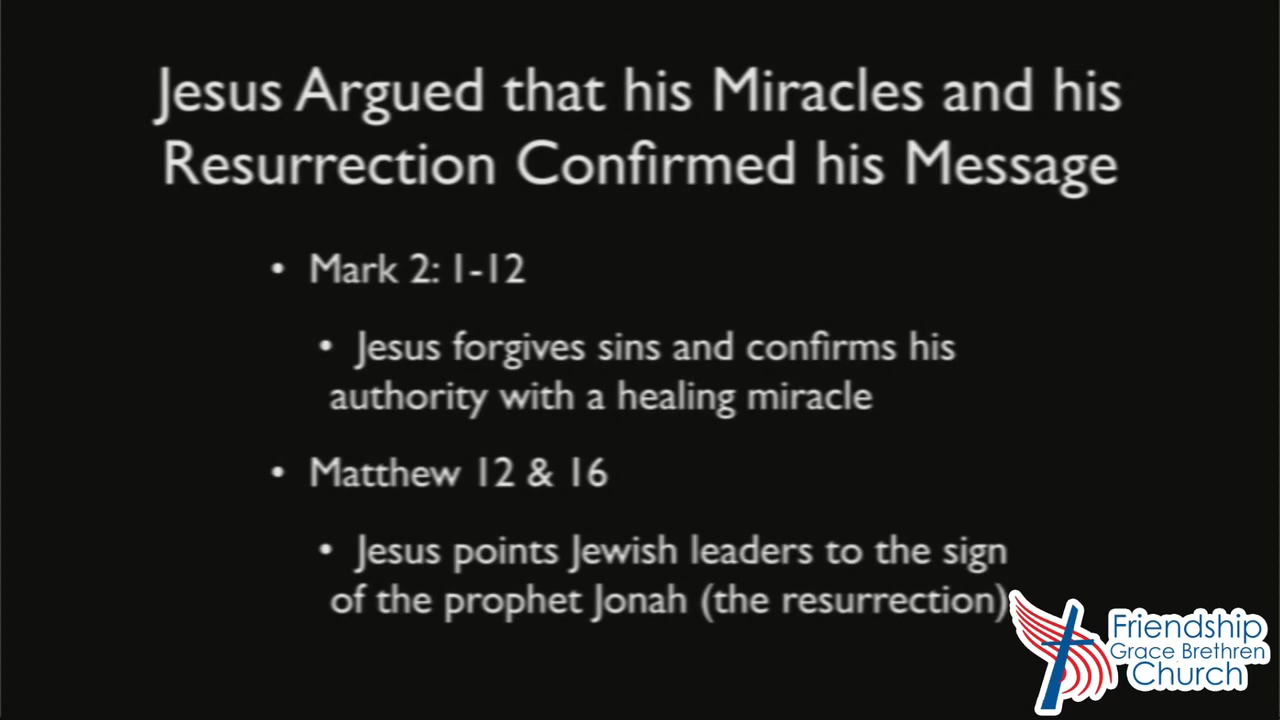 Jesus Argued that his Miracles and his
Resurrection Confirmed his Message
• Mark 2: 1-12
• Jesus forgives sins and confirms his
authority with a healing miracle
• Matthew 12 & 16
• Jesus points Jewish leaders to the sign
of the prophet Jonah (the resurrection)
Friendship
Grace Brethren
Church